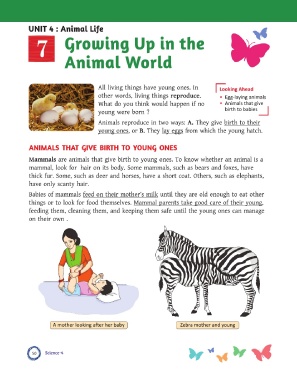 UNIT 4 : Animal Life
7
Growing Up in the
Animal World
All living things have young ones. In
other words, living things reproduce.
What do you think would happen if no
young were born ?
Looking Ahead
• Egg-laying animals
• Animals that give
birth to babies
Animals reproduce in two ways: A. They give birth to their
young ones, or B. They lay eggs from which the young hatch.
ANIMALS THAT GIVE BIRTH TO YOUNG ONES
Mammals are animals that give birth to young ones. To know whether an animal is a
mammal, look for hair on its body. Some mammals, such as bears and foxes, have
thick fur. Some, such as deer and horses, have a short coat. Others, such as elephants,
have only scanty hair.
Babies of mammals feed on their mother's milk until they are old enough to eat other
things or to look for food themselves. Mammal parents take good care of their young,
feeding them, cleaning them, and keeping them safe until the young ones can manage
on their own .
A mother looking after her baby
Zebra mother and young
Science 4